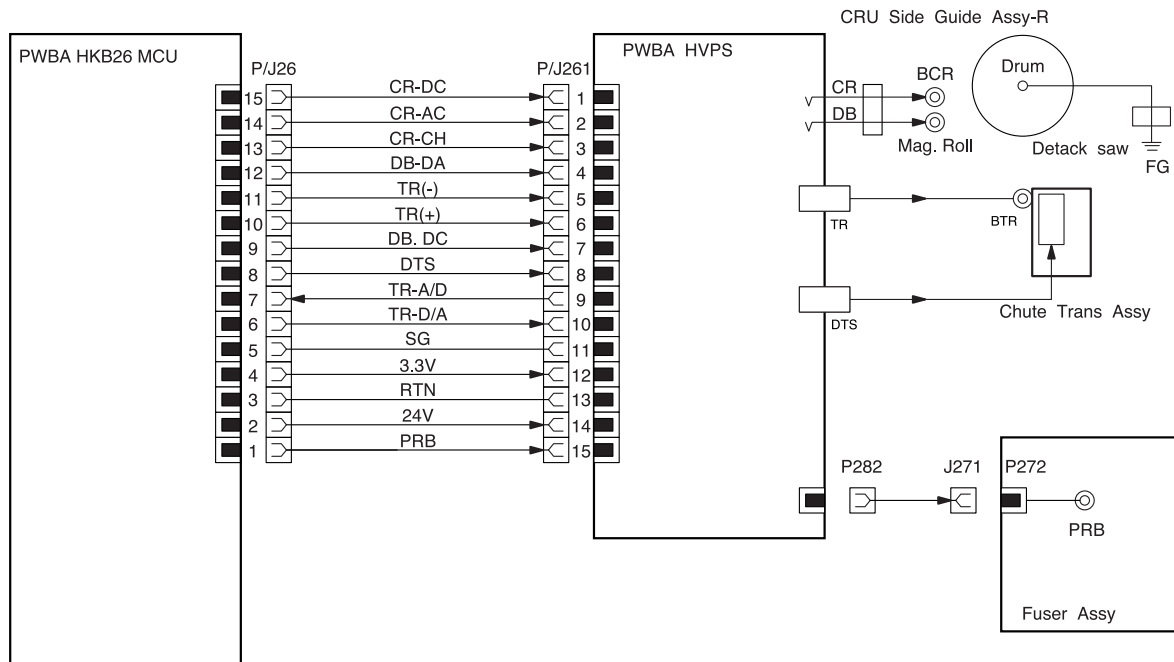 CRU Side Guide Assy-R
PWBA HKB26 MCU
PWBA HVPS
P/J26
P/J261
15 CR-DC 1
14 CR-AC 2
13 CR-CH 3
12 DB-DA 4
11 TR(-) 5
10 TR(+) 6
9 DB. DC 7
8 DTS 8
7 TR-A/D 9
6 TR-D/A 10
5 SG 11
4 3.3V 12
3 RTN 13
2 24V 14
1 PRB 15
CR
BCR
Drum
DB
Mag. Roll
Detack saw
FG
TR
BTR
DTS
Chute Trans Assy
P282
J271
P272
PRB
Fuser Assy